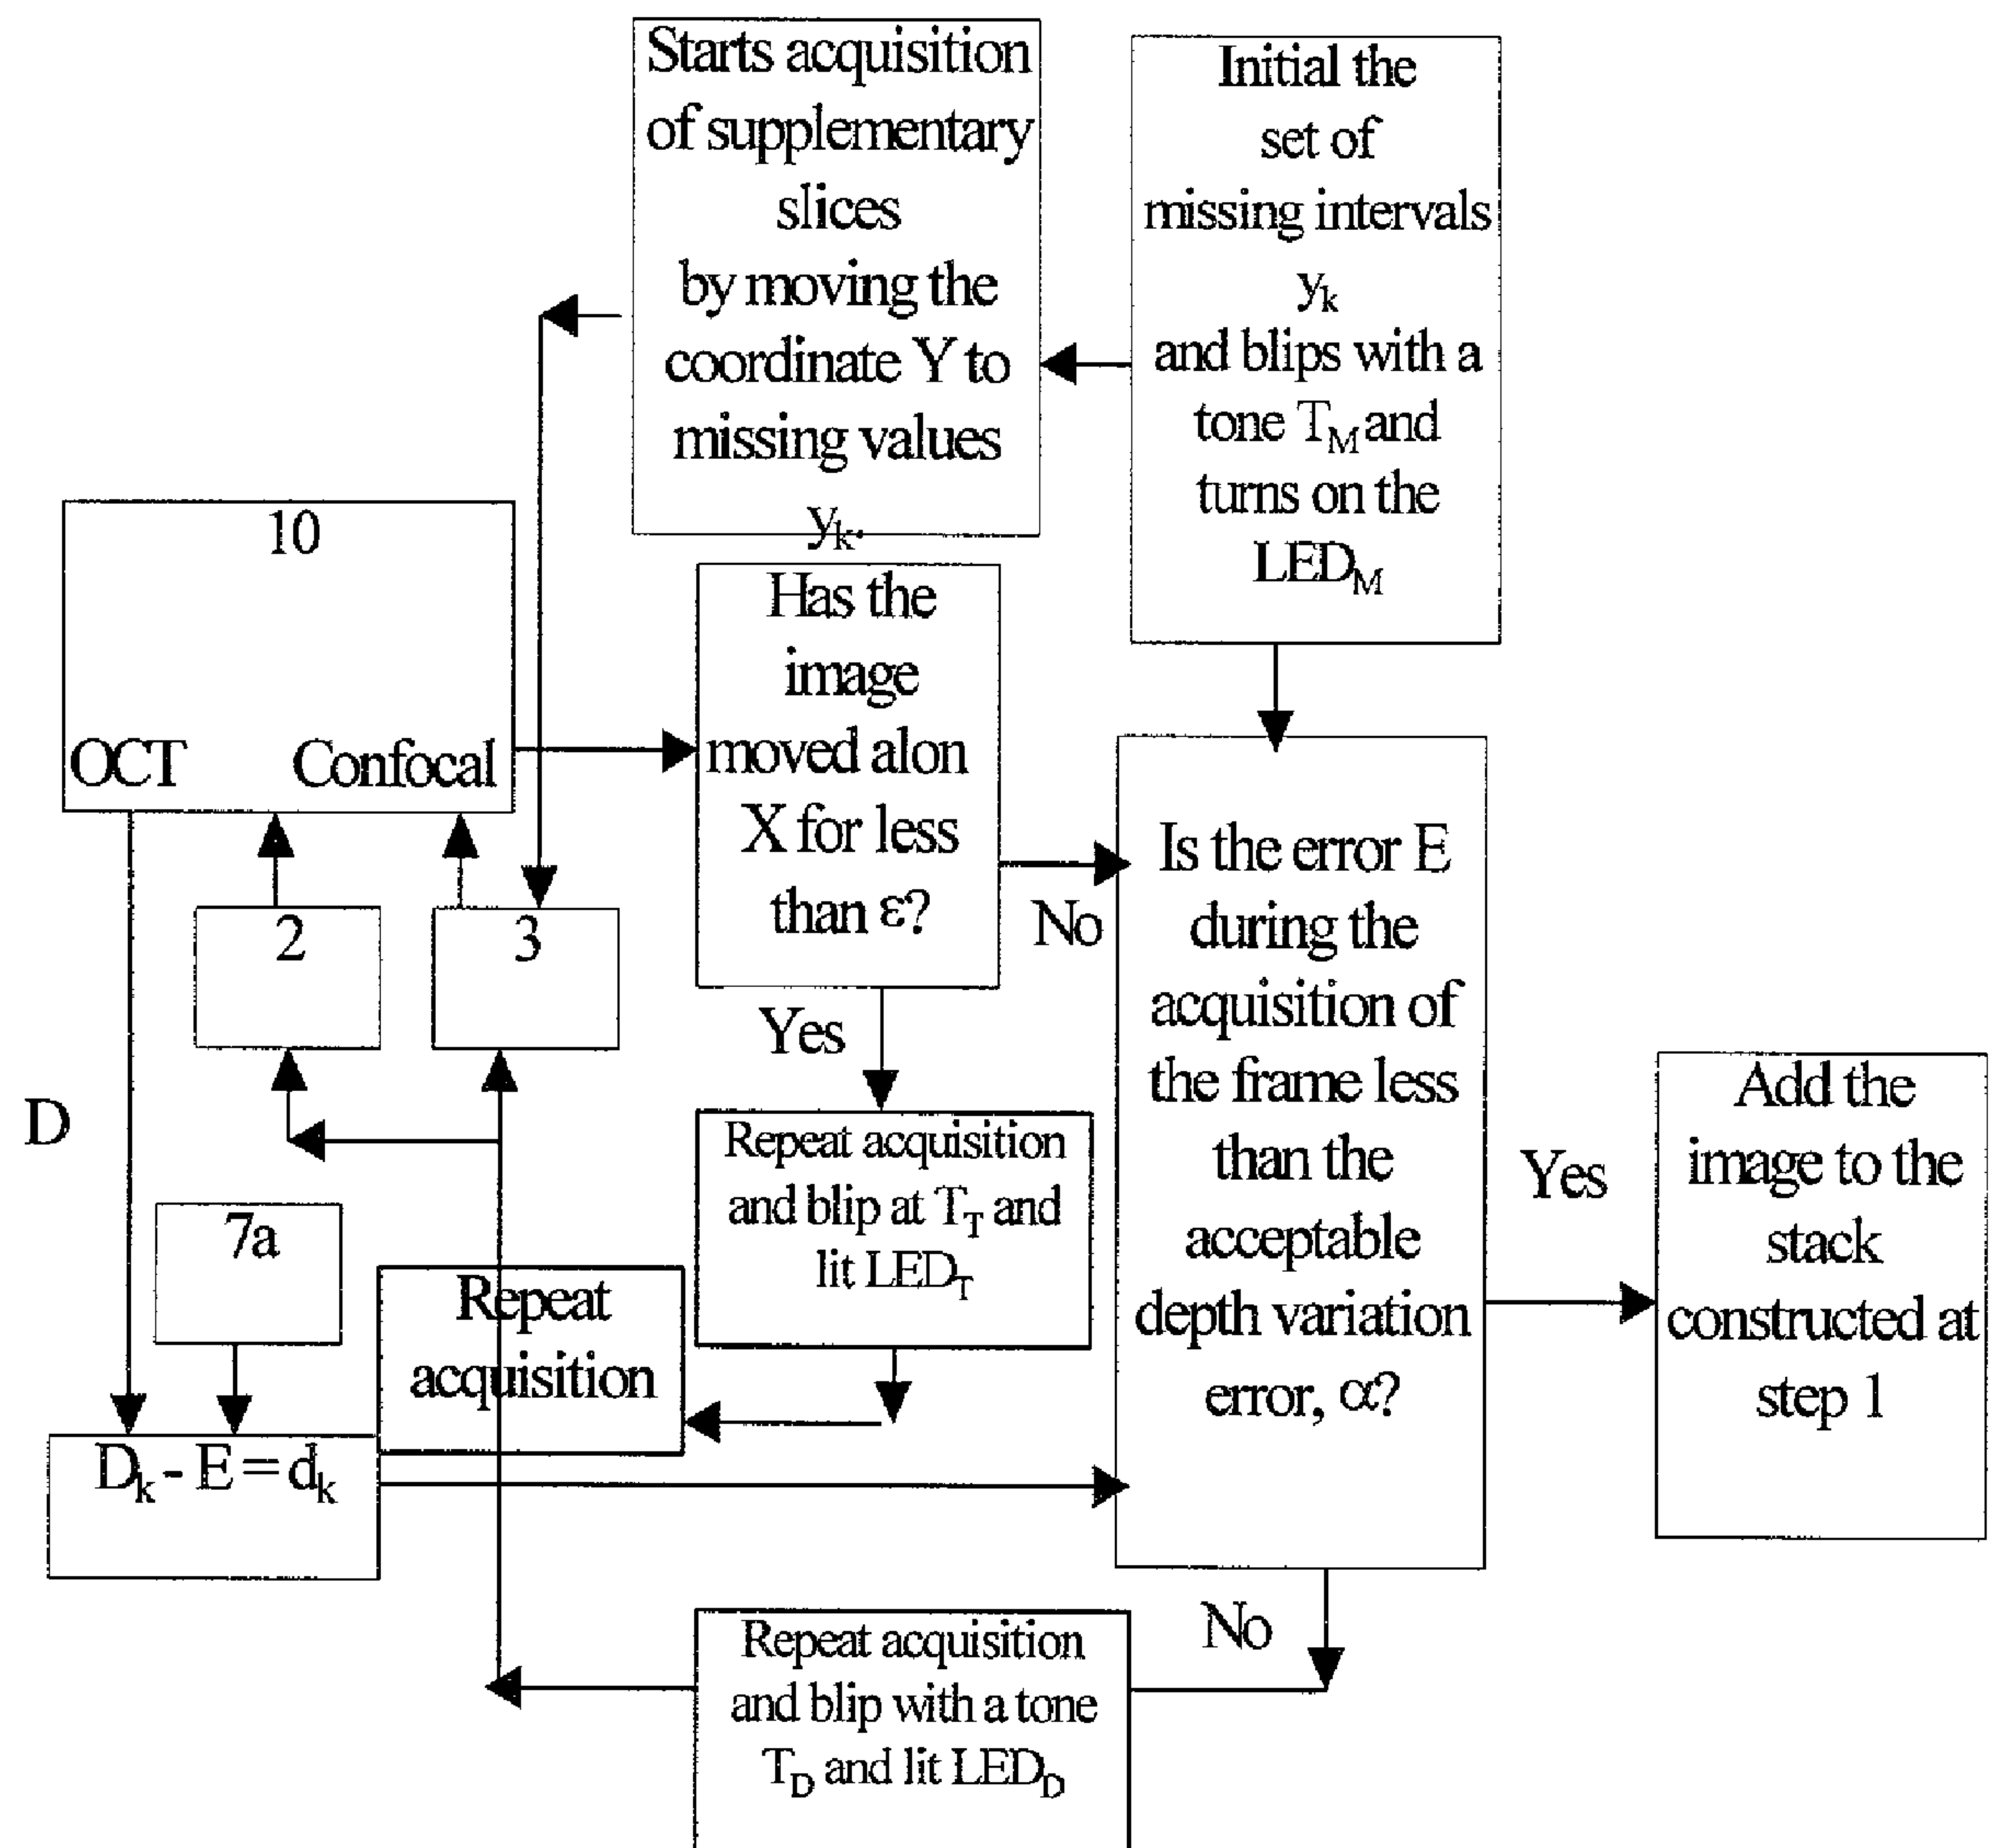 Starts acquisition
of supplementary
slices
by moving the
coordinate Y to
missing values
yk.
Initial the
set of
missing intervals
yk
and blips with a
tone TM and
turns on the
LEDM
10
OCT Confocal
Has the
image
moved alon
X for less
than ε?
No
Yes
2
3
D
7a
Repeat
acquisition
Repeat acquisition
and blip at TT and
lit LEDT
Dk - E = dk
Is the error E
during the
acquisition of
the frame less
than the
acceptable
depth variation
error, α?
Yes
Add the
image to the
stack
constructed at
step 1
No
Repeat acquisition
and blip with a tone
TD and lit LEDD